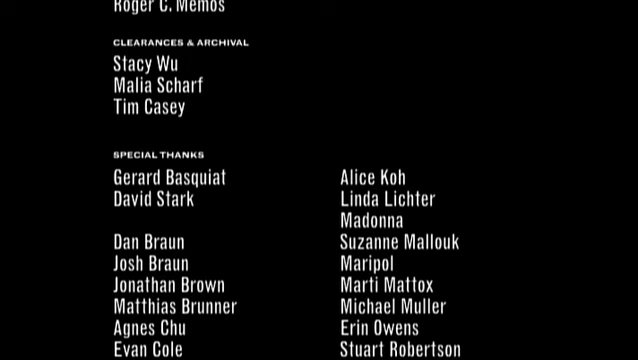 Roger C. Memos
CLEARANCES & ARCHIVAL
Stacy Wu
Malia Scharf
Tim Casey
SPECIAL THANKS
Gerard Basquiat
David Stark
Dan Braun
Josh Braun
Jonathan Brown
Matthias Brunner
Agnes Chu
Evan Cole
Alice Koh
Linda Lichter
Madonna
Suzanne Mallouk
Maripol
Marti Mattox
Michael Muller
Erin Owens
Stuart Robertson